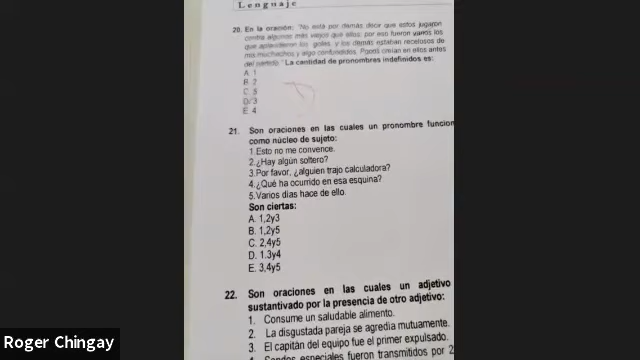 Lenguaje
20. En la oración: "No está por demás decir que estos jugaron
contra algunos más viejos que ellos; por eso fueron varios los
que aplaudieron los goles, y los demás estaban recelosos de
mis muchachos y algo confundidos. Pocos creían en ellos antes
del partido." La cantidad de pronombres indefinidos es:
A. 1
B. 2
C. 5
D. 3
E. 4
21. Son oraciones en las cuales un pronombre funcion
como núcleo de sujeto:
1.Esto no me convence.
2.¿Hay algún soltero?
3.Por favor, ¿alguien trajo calculadora?
4.¿Qué ha ocurrido en esa esquina?
5.Varios días hace de ello.
Son ciertas:
A. 1,2y3
B. 1,2y5
C. 2,4y5
D. 1.3y4
E. 3,4y5
22. Son oraciones en las cuales un adjetivo
sustantivado por la presencia de otro adjetivo:
1. Consume un saludable alimento.
2. La disgustada pareja se agredía mutuamente.
3. El capitán del equipo fue el primer expulsado.
especiales fueron transmitidos por 2
Roger Chingay